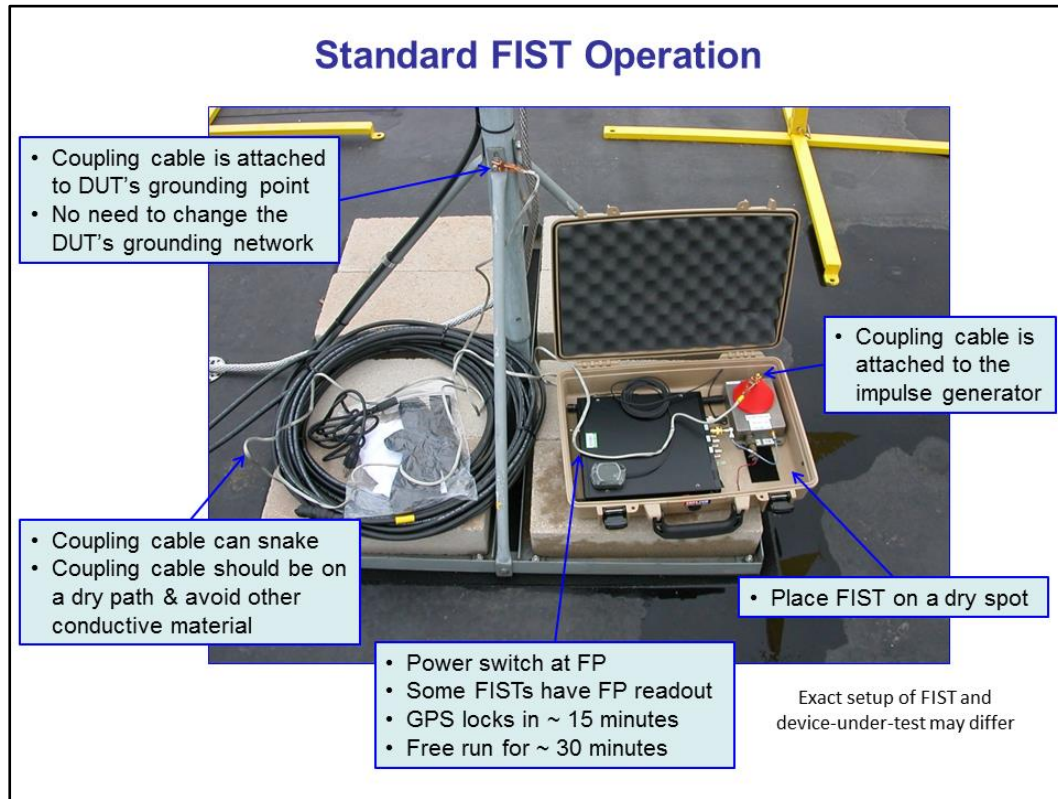 Standard FIST Operation
• Coupling cable is attached
to DUT's grounding point
• No need to change the
DUT's grounding network
• Coupling cable is
attached to the
impulse generator
• Coupling cable can snake
• Coupling cable should be on
a dry path & avoid other
conductive material
• Place FIST on a dry spot
• Power switch at FP
• Some FISTs have FP readout
• GPS locks in ~ 15 minutes
• Free run for ~ 30 minutes
Exact setup of FIST and
device-under-test may differ